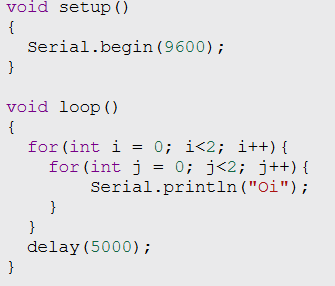 void setup()
{
  Serial.begin(9600);
}

void loop()
{
  for(int i = 0; i<2; i++){
    for(int j = 0; j<2; j++){
        Serial.println("Oi");
    }
  }
  delay(5000);
}